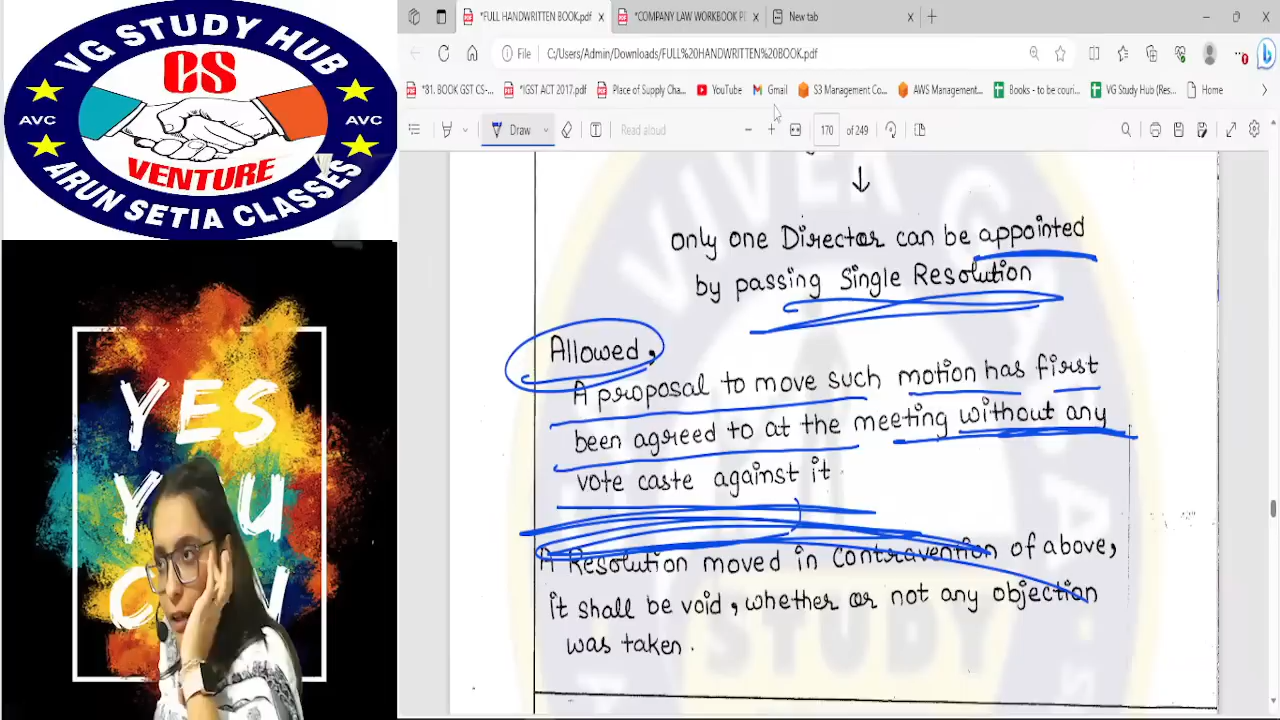 VG STUDY HUB
CS
AVC
AVC
VENTURE
ARUN SETIA CLASSES
YES
Y U
C
*FULL HANDWRITTEN BOOK.pdf
*COMPANY LAW WORKBOOK P
New tab
File
C:/Users/Admin/Downloads/FULL%20HANDWRITTEN%20BOOK.pdf
*81. BOOK GST CS-...
*IGST ACT 2017.pdf
Place of Supply Cha...
YouTube
Gmail
S3 Management Co...
AWS Management...
Books - to be couri...
VG Study Hub (Res...
Home
Draw
Read aloud
170 of 249
only one Director can be appointed
by passing Single Resolution
Allowed.
A proposal to move such motion has first
been agreed to at the meeting without any
vote caste against it
Resolution moved in contravention of above,
it shall be void, whether or not any objection
was taken.